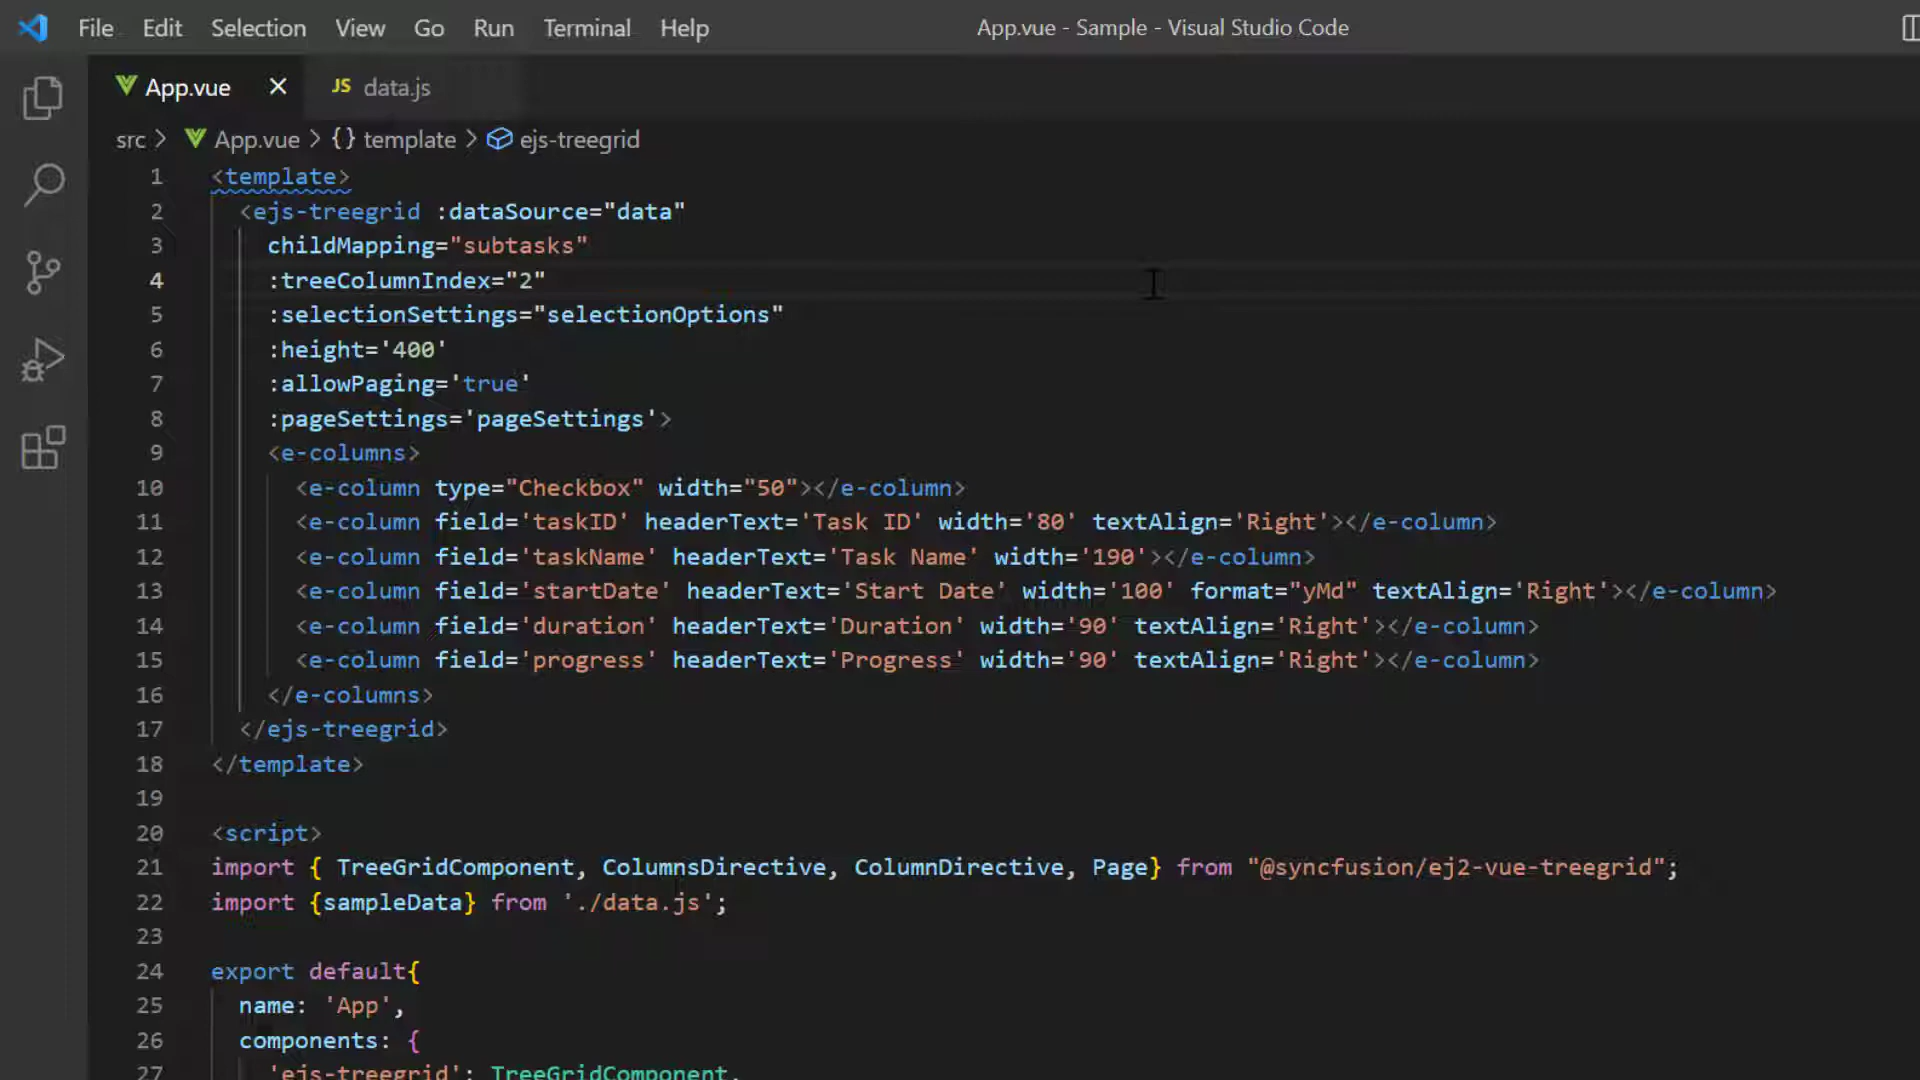 File Edit Selection View Go Run Terminal Help App.vue - Sample - Visual Studio Code
App.vue × JS data.js
src > App.vue > {} template > ejs-treegrid
1 <template>
2 <ejs-treegrid :dataSource="data"
3 childMapping="subtasks"
4 :treeColumnIndex="2"
5 :selectionSettings="selectionOptions"
6 :height='400'
7 :allowPaging='true'
8 :pageSettings='pageSettings'>
9 <e-columns>
10 <e-column type="Checkbox" width="50"></e-column>
11 <e-column field='taskID' headerText='Task ID' width='80' textAlign='Right'></e-column>
12 <e-column field='taskName' headerText='Task Name' width='190'></e-column>
13 <e-column field='startDate' headerText='Start Date' width='100' format="yMd" textAlign='Right'></e-column>
14 <e-column field='duration' headerText='Duration' width='90' textAlign='Right'></e-column>
15 <e-column field='progress' headerText='Progress' width='90' textAlign='Right'></e-column>
16 </e-columns>
17 </ejs-treegrid>
18 </template>
19
20 <script>
21 import { TreeGridComponent, ColumnsDirective, ColumnDirective, Page} from "@syncfusion/ej2-vue-treegrid";
22 import {sampleData} from './data.js';
23
24 export default{
25 name: 'App',
26 components: {
27 'ejs-treegrid': TreeGridComponent,